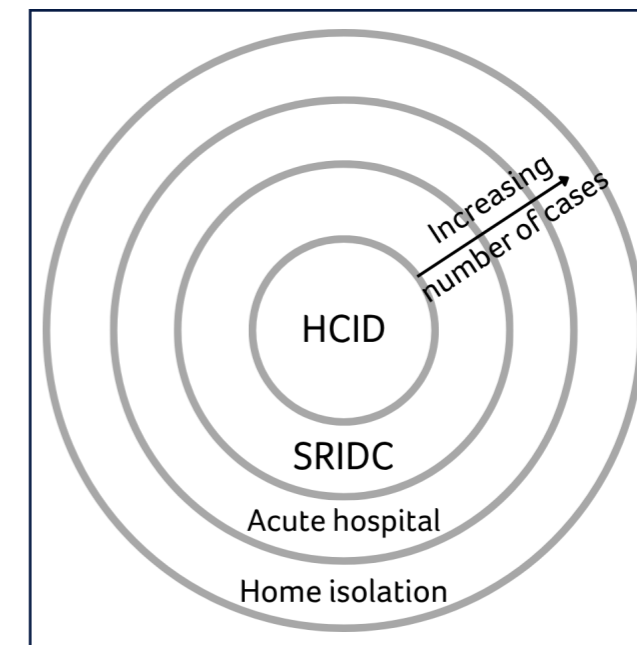 Increasing
number of cases
HCID
SRIDC
Acute hospital
Home isolation